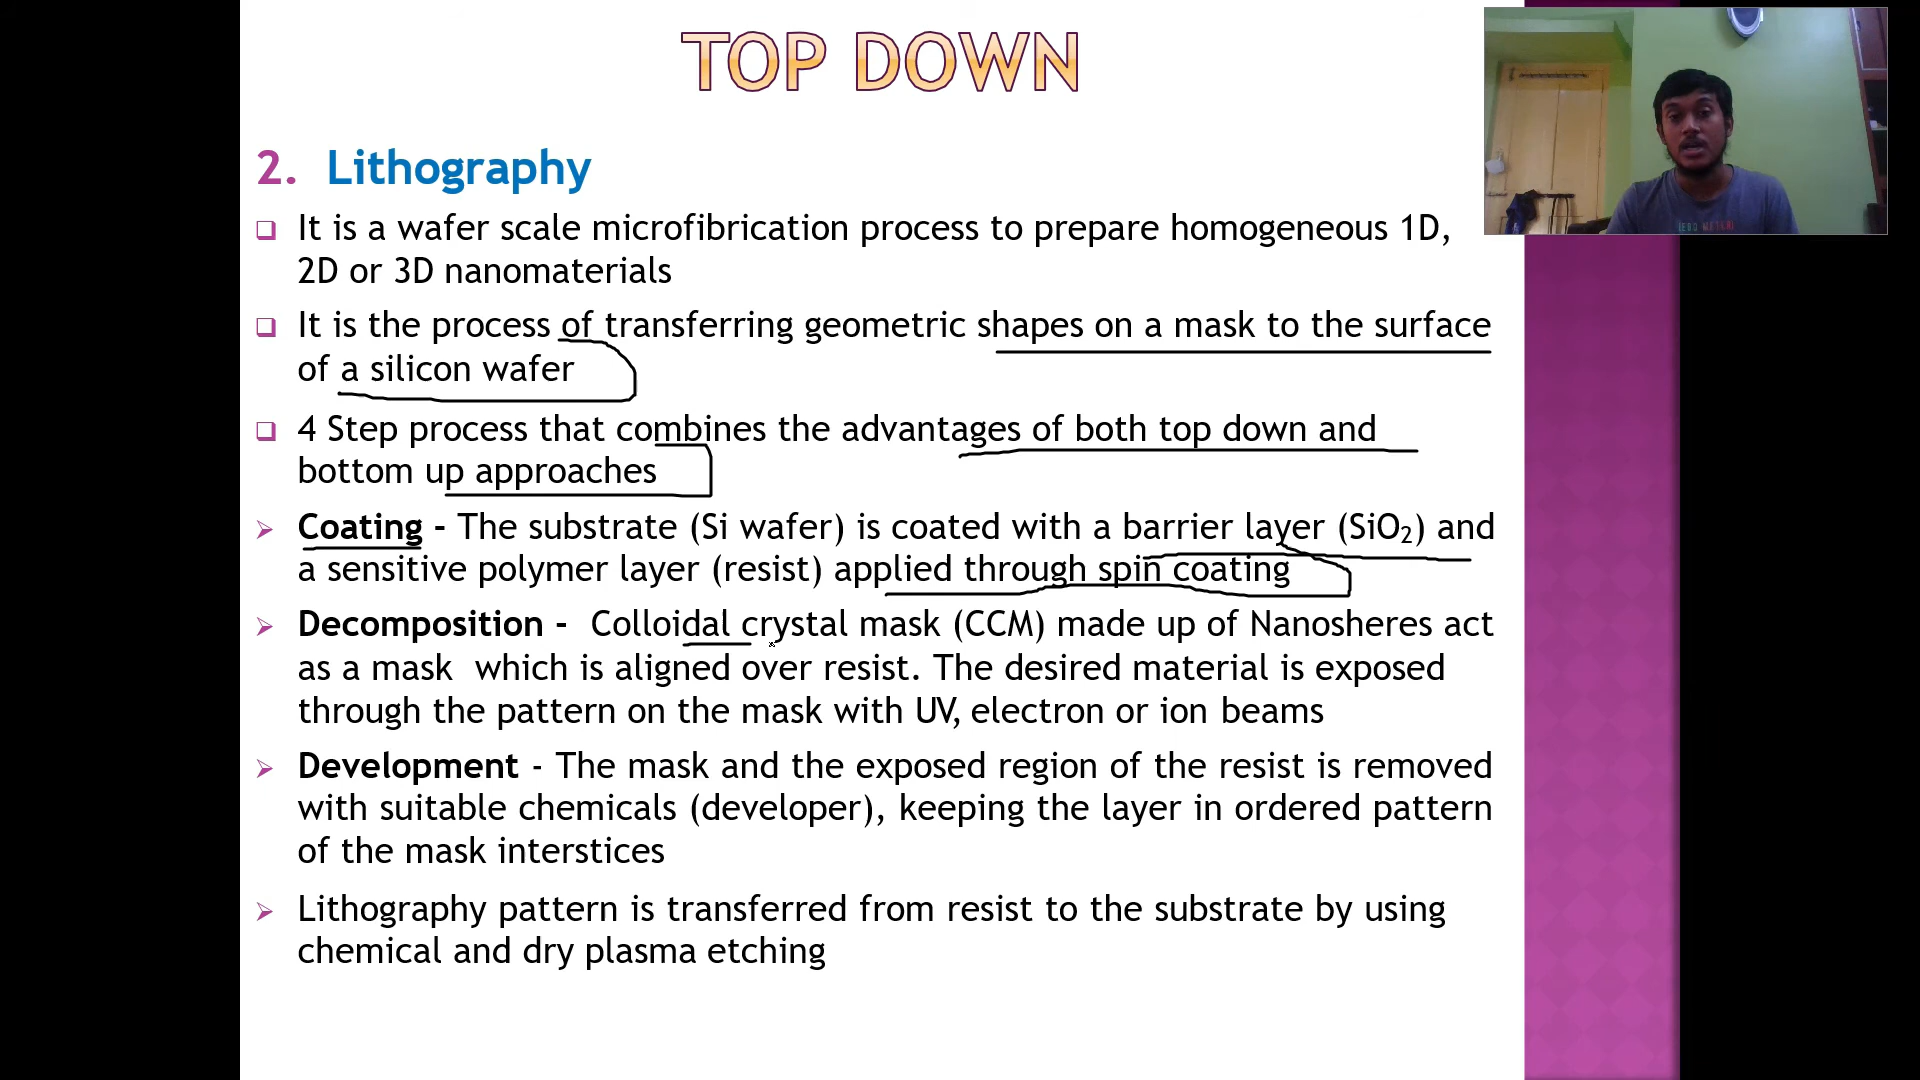 TOP DOWN
2. Lithography
It is a wafer scale microfibrication process to prepare homogeneous 1D,
2D or 3D nanomaterials
It is the process of transferring geometric shapes on a mask to the surface
of a silicon wafer
4 Step process that combines the advantages of both top down and
bottom up approaches
Coating - The substrate (Si wafer) is coated with a barrier layer (SiO₂) and
a sensitive polymer layer (resist) applied through spin coating
Decomposition - Colloidal crystal mask (CCM) made up of Nanosheres act
as a mask which is aligned over resist. The desired material is exposed
through the pattern on the mask with UV, electron or ion beams
Development - The mask and the exposed region of the resist is removed
with suitable chemicals (developer), keeping the layer in ordered pattern
of the mask interstices
Lithography pattern is transferred from resist to the substrate by using
chemical and dry plasma etching